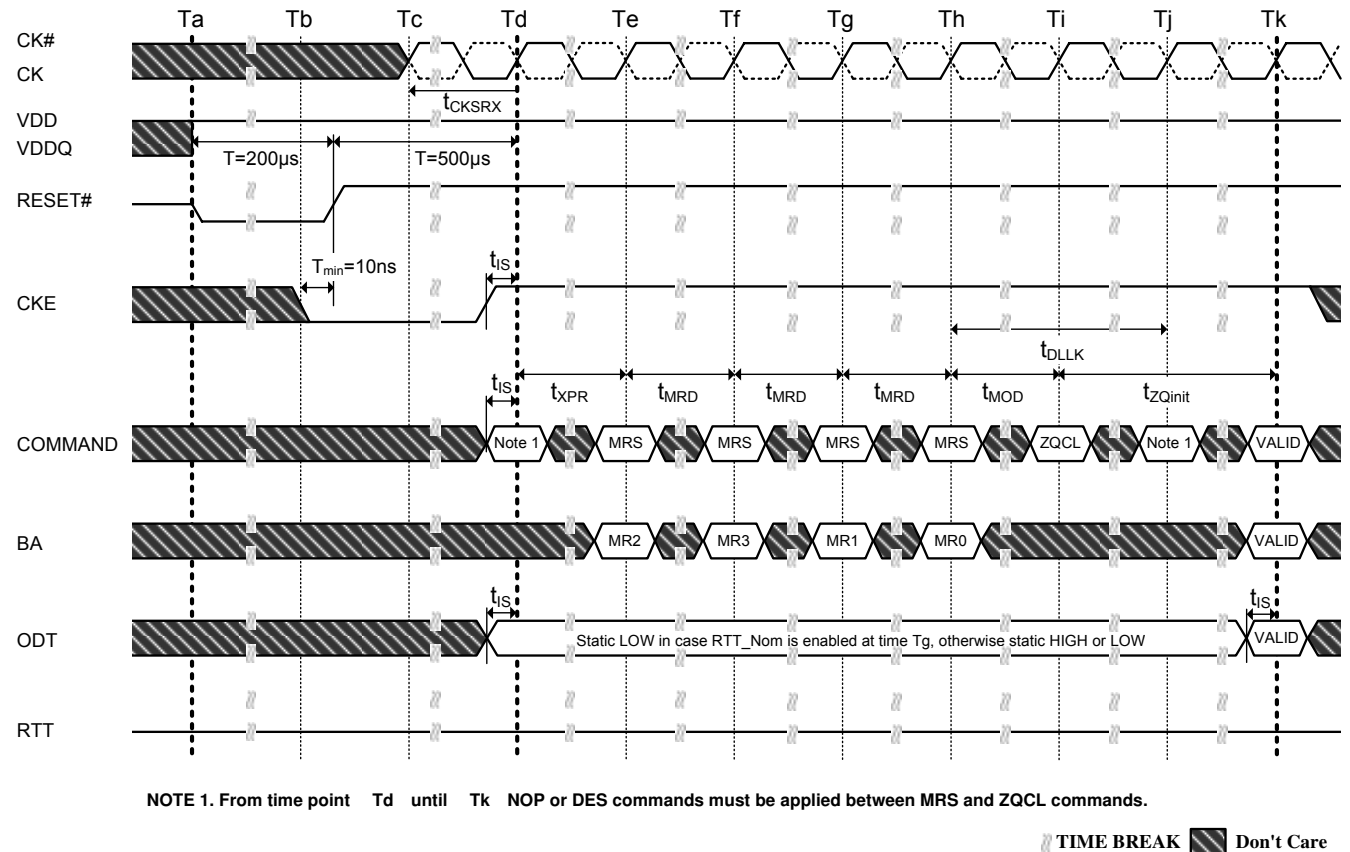 Ta Tb Tc Td Te Tf Tg Th Ti Tj Tk
CK#
CK
tCKSRX
VDD
VDDQ
T=200µs T=500µs
RESET#
Tmin=10ns tIS
CKE
tDLLK
tIS tXPR tMRD tMRD tMRD tMOD tZQinit
COMMAND Note 1 MRS MRS MRS MRS ZQCL Note 1 VALID
BA MR2 MR3 MR1 MR0 VALID
tIS tIS
ODT Static LOW in case RTT_Nom is enabled at time Tg, otherwise static HIGH or LOW VALID
RTT
NOTE 1. From time point Td until Tk NOP or DES commands must be applied between MRS and ZQCL commands.
TIME BREAK Don't Care